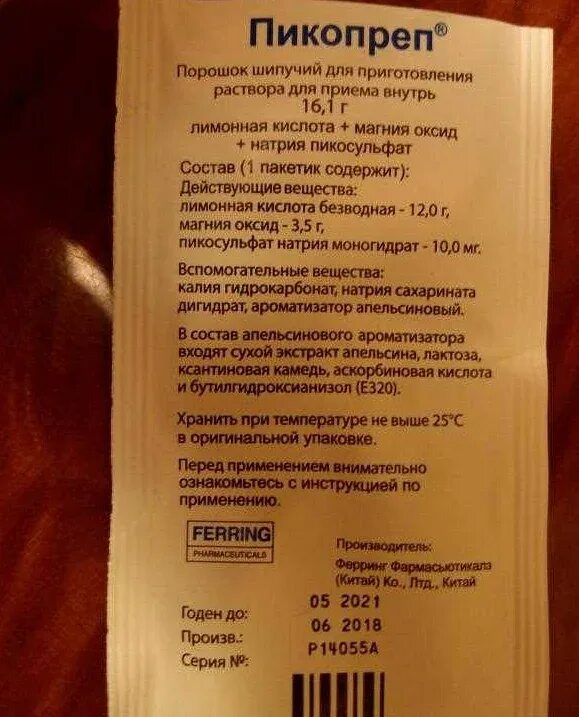 Пикопреп®
Порошок шипучий для приготовления
раствора для приема внутрь
16,1 г
лимонная кислота + магния оксид
+ натрия пикосульфат
Состав (1 пакетик содержит):
Действующие вещества:
лимонная кислота безводная - 12,0 г,
магния оксид - 3,5 г,
пикосульфат натрия моногидрат - 10,0 мг.
Вспомогательные вещества:
калия гидрокарбонат, натрия сахарината
дигидрат, ароматизатор апельсиновый.
В состав апельсинового ароматизатора
входят сухой экстракт апельсина, лактоза,
ксантиновая камедь, аскорбиновая кислота
и бутилгидроксианизол (Е320).
Хранить при температуре не выше 25°С
в оригинальной упаковке.
Перед применением внимательно
ознакомьтесь с инструкцией по
применению.
FERRING
PHARMACEUTICALS
Производитель:
Ферринг Фармасьютикалз
(Китай) Ко., Лтд., Китай
Годен до: 05 2021
Произв.: 06 2018
Серия №: P14055A